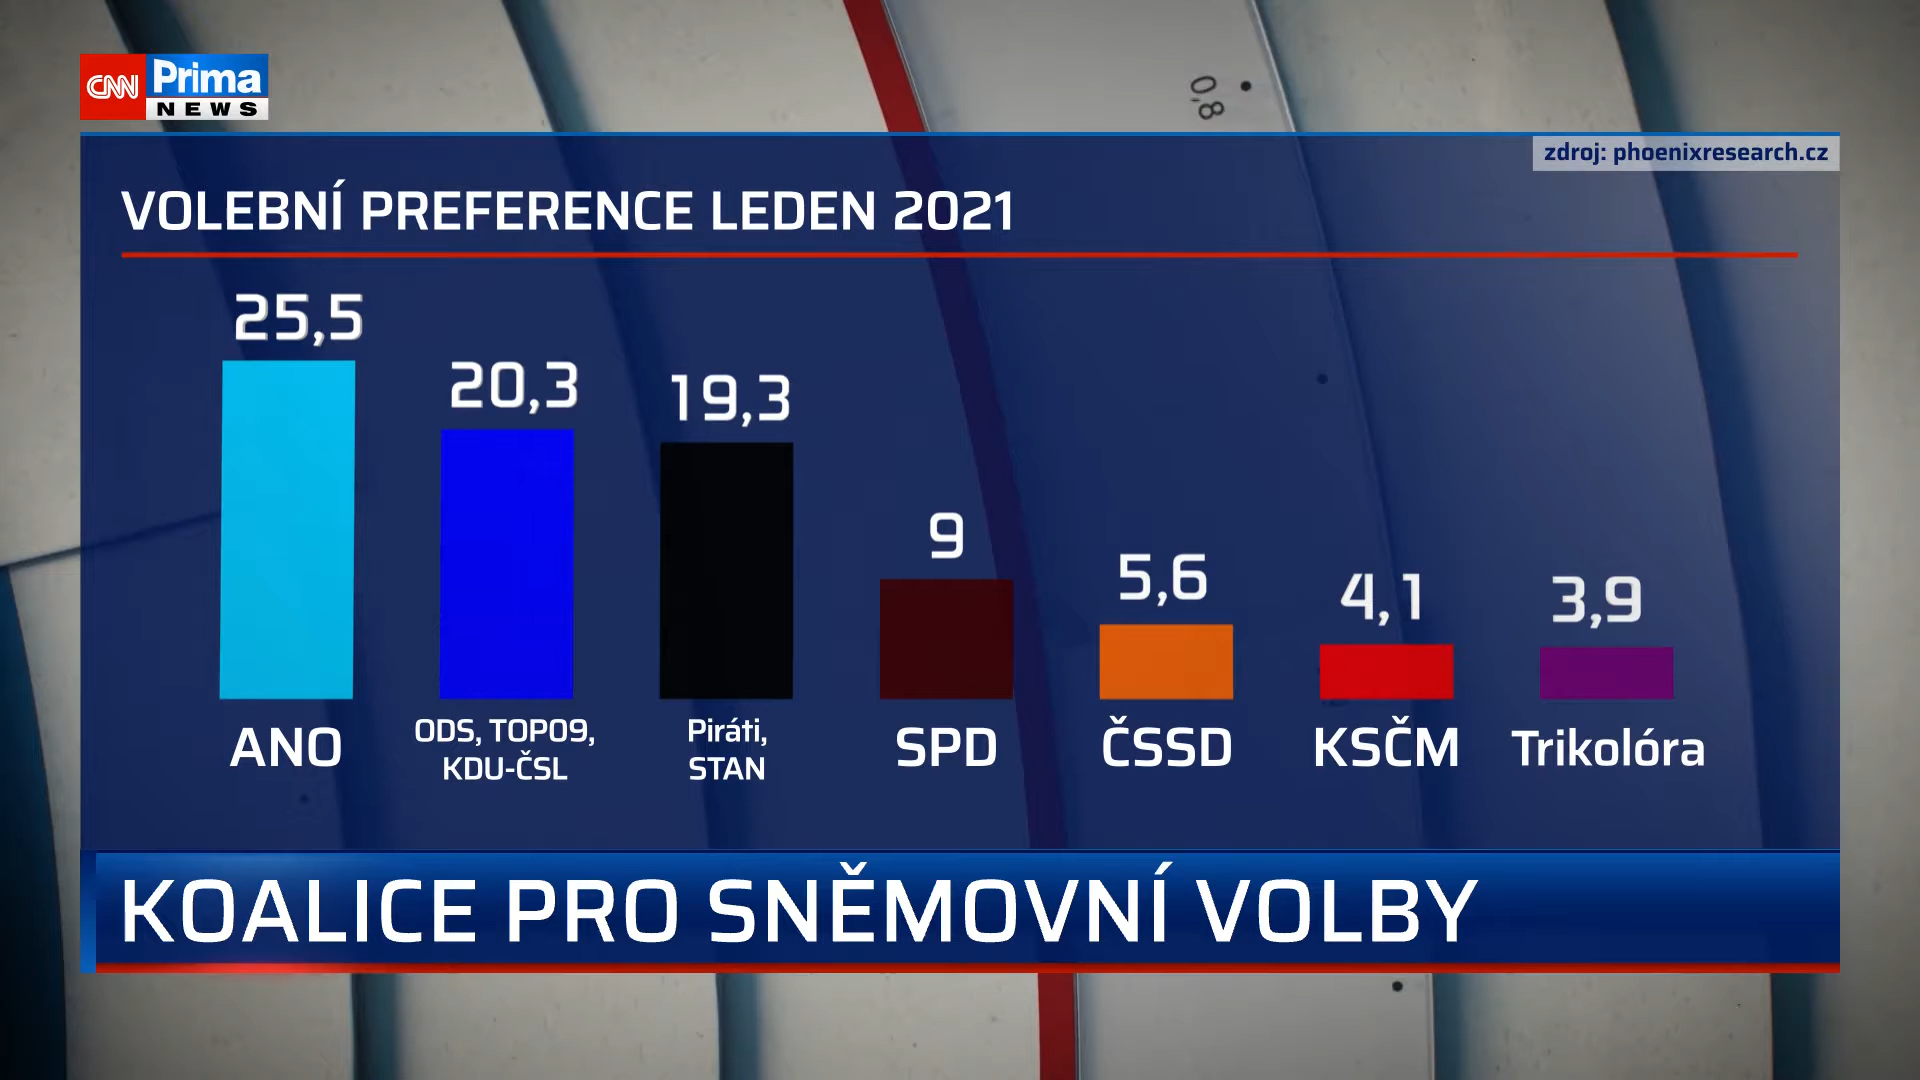 CNN Prima
NEWS
0,8
zdroj: phoenixresearch.cz
VOLEBNÍ PREFERENCE LEDEN 2021
25,5
20,3
19,3
9
5,6
4,1
3,9
ANO
ODS, TOP09,
KDU-ČSL
Piráti,
STAN
SPD
ČSSD
KSČM
Trikolóra
KOALICE PRO SNĚMOVNÍ VOLBY